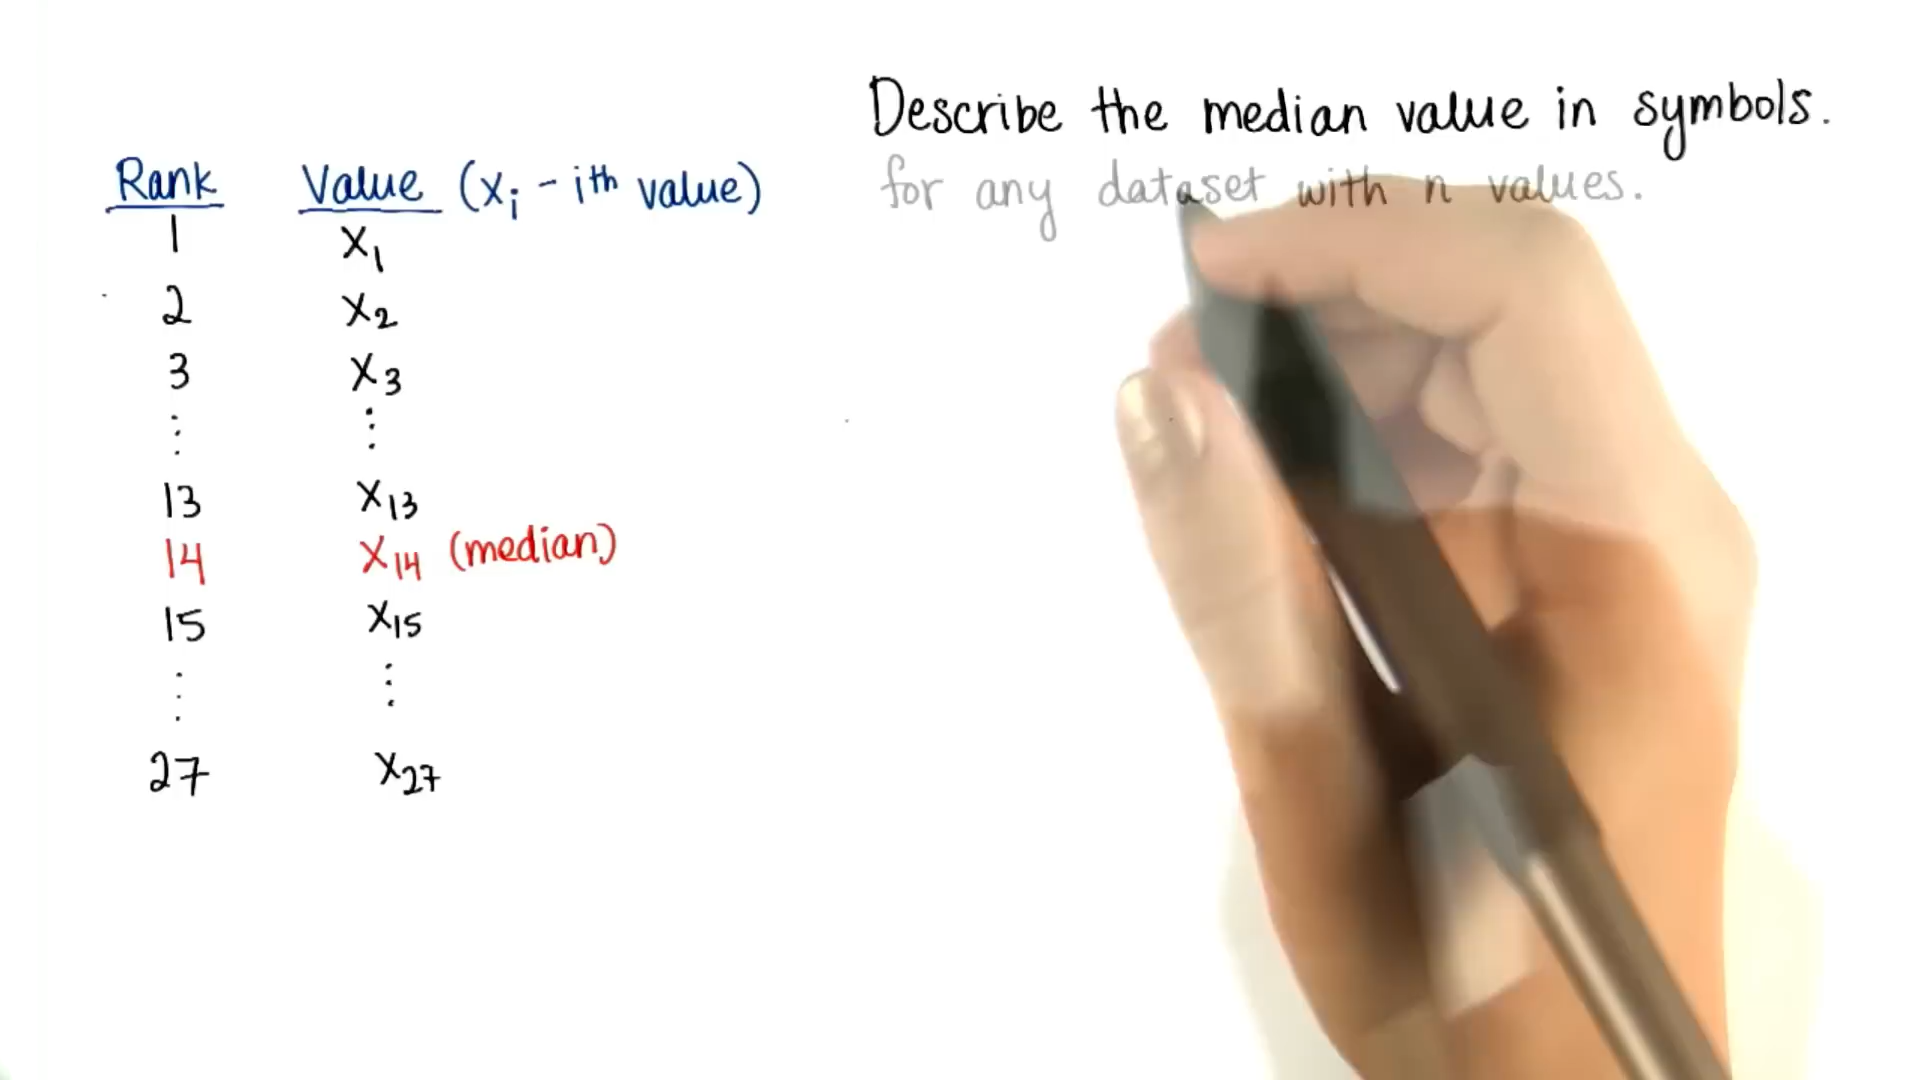 Describe the median value in symbols.
for any dataset with n values.
Rank Value (xi - ith value)
1 x1
2 x2
3 x3
⋮ ⋮
13 x13
14 x14 (median)
15 x15
⋮ ⋮
27 x27